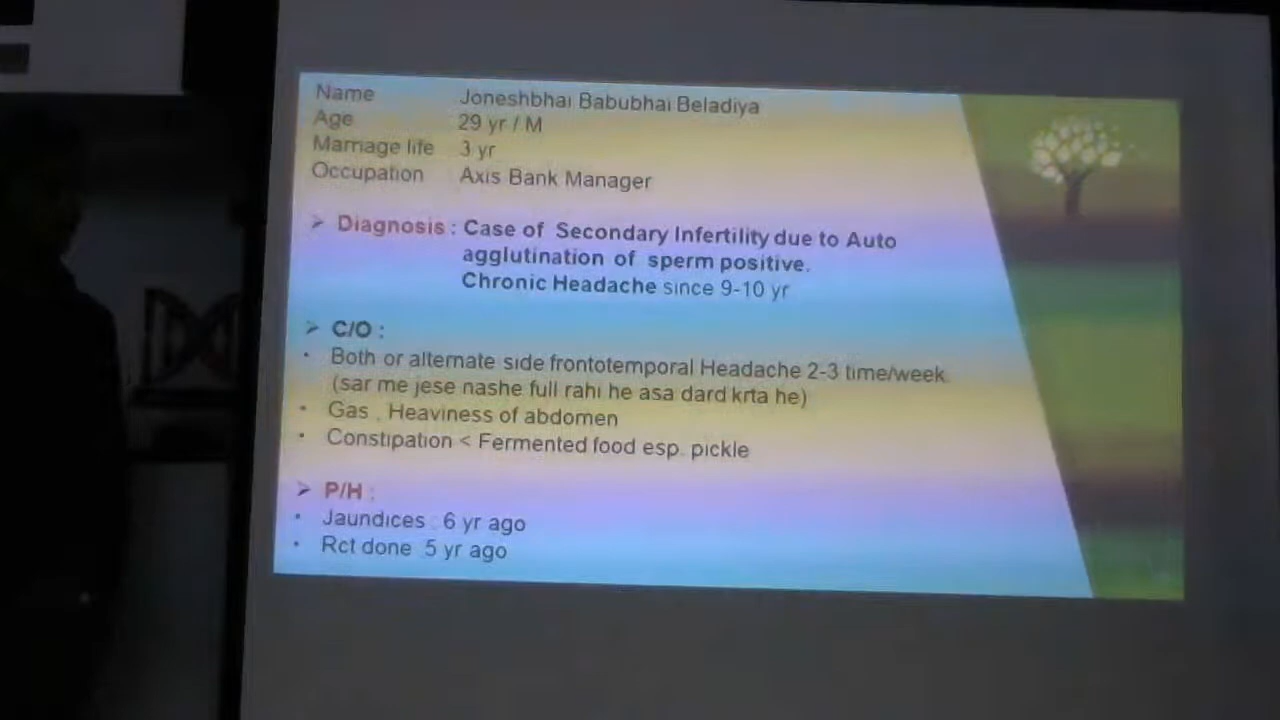 Name Joneshbhai Babubhai Beladiya
Age 29 yr / M
Marriage life 3 yr
Occupation Axis Bank Manager
➢ Diagnosis : Case of Secondary Infertility due to Auto
agglutination of sperm positive.
Chronic Headache since 9-10 yr
➢ C/O :
• Both or alternate side frontotemporal Headache 2-3 time/week
(sar me jese nashe full rahi he asa dard krta he)
• Gas , Heaviness of abdomen
• Constipation < Fermented food esp. pickle
➢ P/H :
• Jaundices : 6 yr ago
• Rct done 5 yr ago